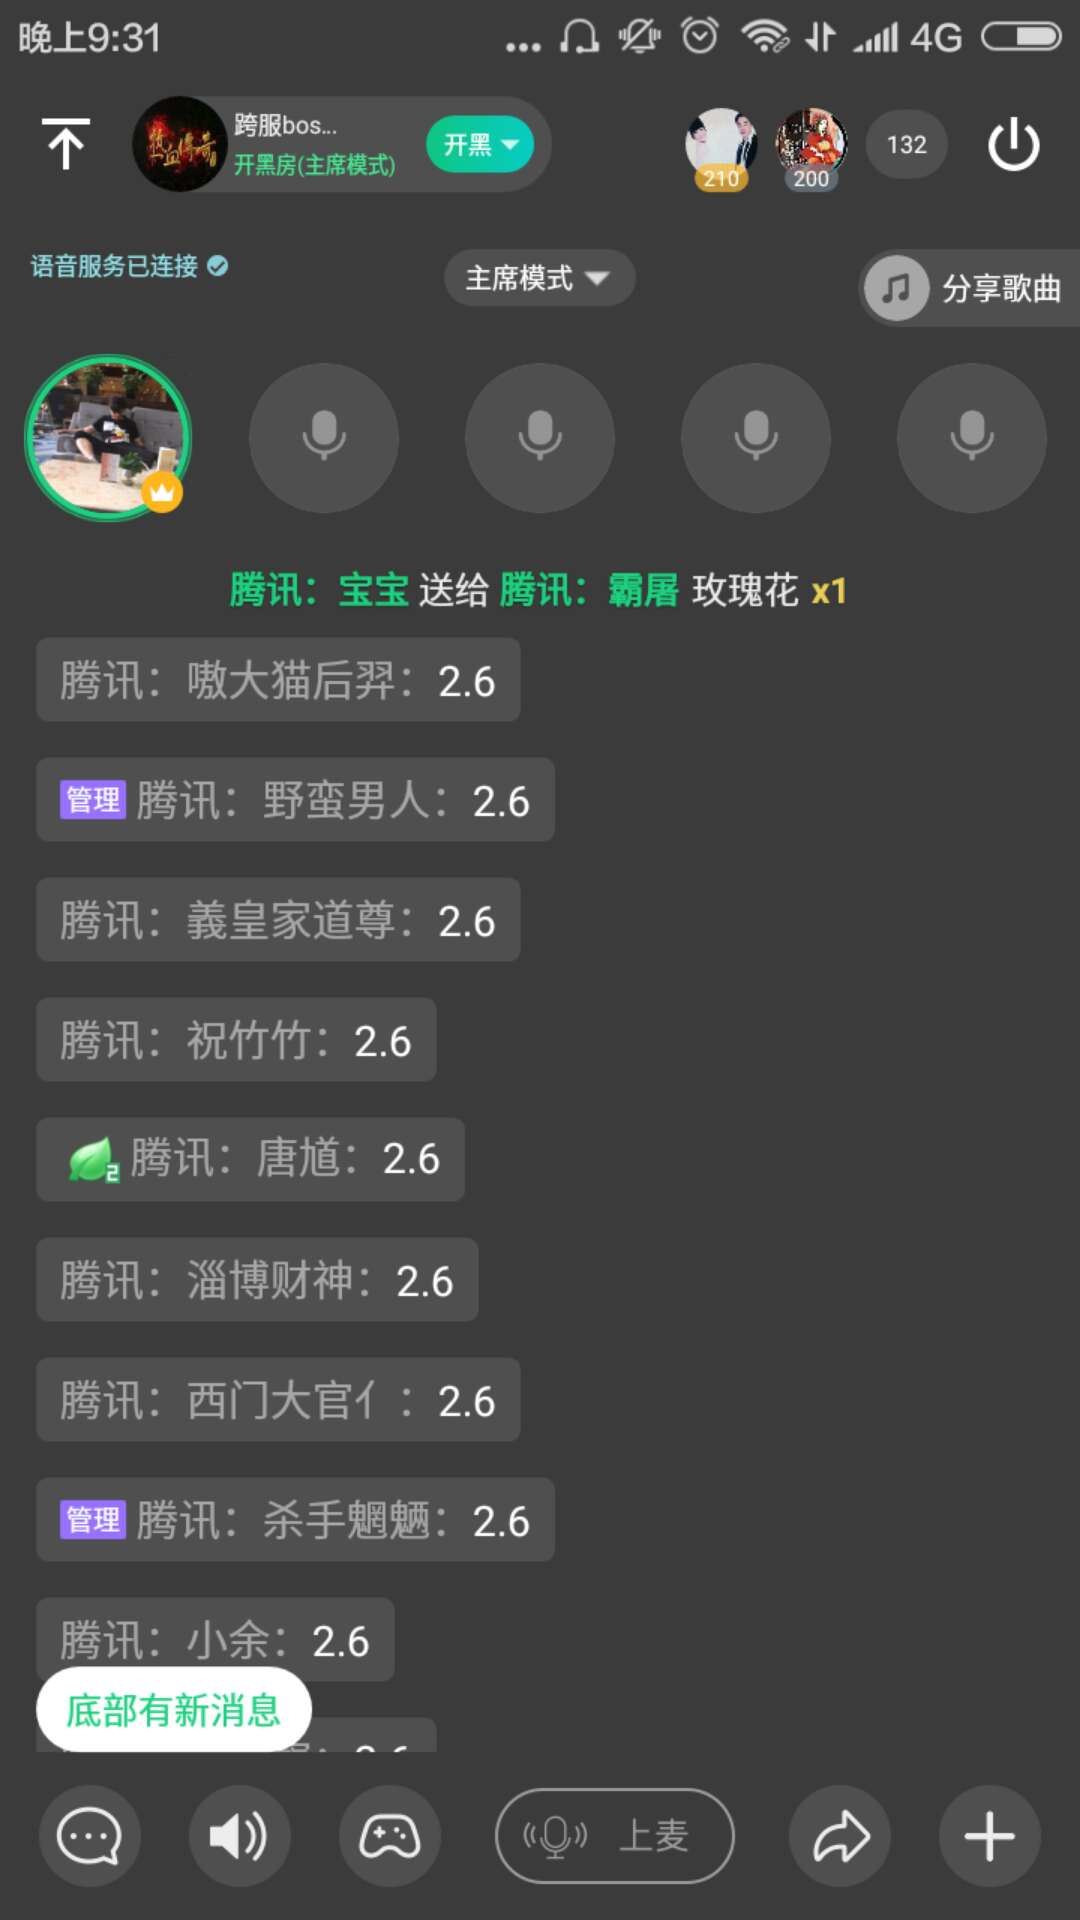 晚上9:31
4G
跨服bos...
开黑房(主席模式)
开黑
210
200
132
语音服务已连接
主席模式
分享歌曲
腾讯：宝宝 送给 腾讯：霸屠 玫瑰花 x1
腾讯：嗷大猫后羿：2.6
管理 腾讯：野蛮男人：2.6
腾讯：義皇家道尊：2.6
腾讯：祝竹竹：2.6
2 腾讯：唐馗：2.6
腾讯：淄博财神：2.6
腾讯：西门大官亻：2.6
管理 腾讯：杀手魍魉：2.6
腾讯：小余：2.6
底部有新消息
上麦